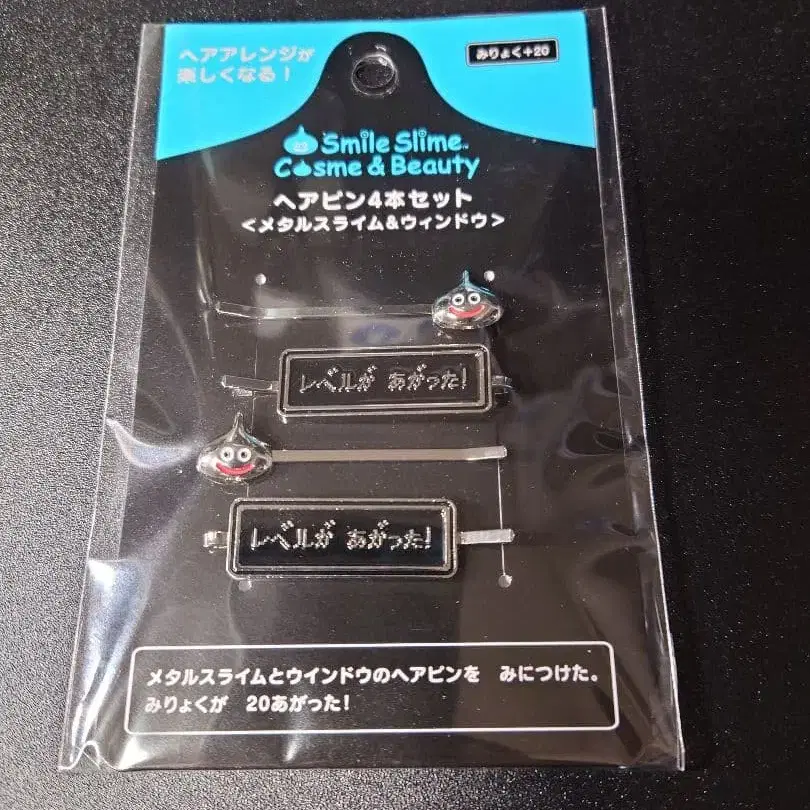 ヘアアレンジが
楽しくなる！
みりょく+20
Smile Slime™
Cosme & Beauty
ヘアピン4本セット
<メタルスライム&ウィンドウ>
レベルが あがった!
レベルが あがった!
メタルスライムとウインドウのヘアピンを　みにつけた。
みりょくが　20あがった!